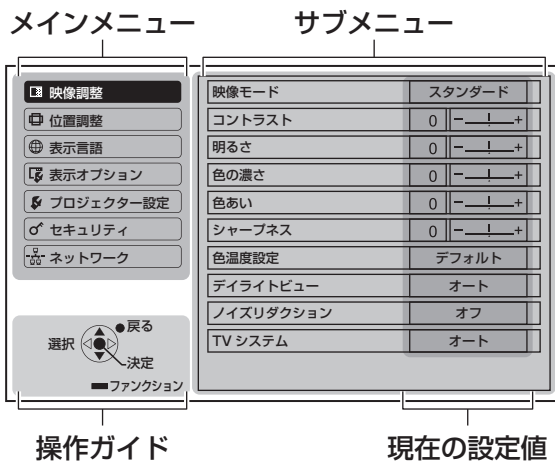 メインメニュー
サブメニュー
映像調整
位置調整
表示言語
表示オプション
プロジェクター設定
セキュリティ
ネットワーク
選択
戻る
決定
ファンクション
映像モード スタンダード
コントラスト 0 - +
明るさ 0 - +
色の濃さ 0 - +
色あい 0 - +
シャープネス 0 - +
色温度設定 デフォルト
デイライトビュー オート
ノイズリダクション オフ
TV システム オート
操作ガイド
現在の設定値